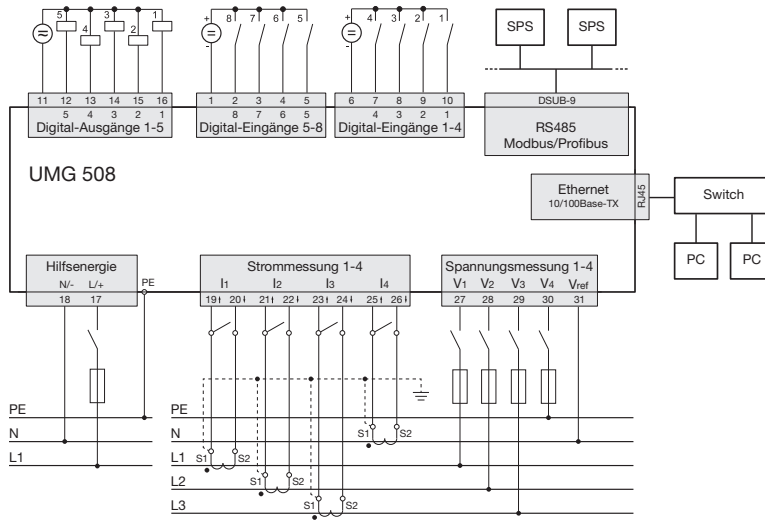 5 4 3 2 1
8 7 6 5
4 3 2 1
SPS SPS
+ -
+ -
11 12 13 14 15 16
5 4 3 2 1
Digital-Ausgänge 1-5
1 2 3 4 5
8 7 6 5
Digital-Eingänge 5-8
6 7 8 9 10
4 3 2 1
Digital-Eingänge 1-4
DSUB-9
RS485
Modbus/Profibus
UMG 508
Ethernet
10/100Base-TX
RJ45
Switch
PC PC
Hilfsenergie
N/- L/+
18 17
PE
Strommessung 1-4
I1 I2 I3 I4
19 20 21 22 23 24 25 26
Spannungsmessung 1-4
V1 V2 V3 V4 Vref
27 28 29 30 31
PE
N
L1
PE
N
L1
L2
L3
S1 S2
S1 S2
S1 S2
S1 S2